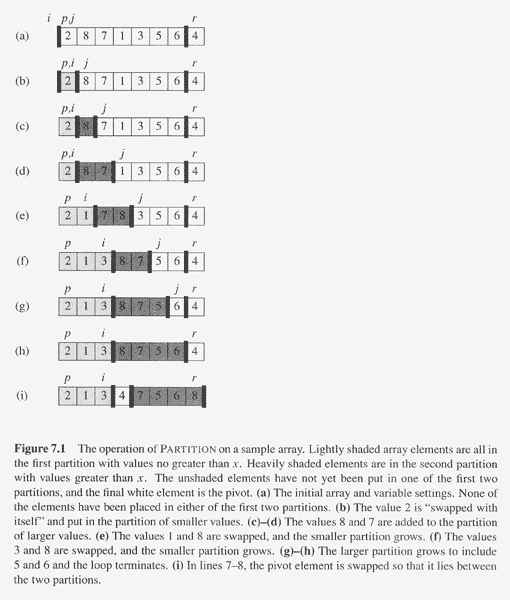 i p,j r
(a) 2 8 7 1 3 5 6 4
p,i j r
(b) 2 8 7 1 3 5 6 4
p,i j r
(c) 2 8 7 1 3 5 6 4
p,i j r
(d) 2 8 7 1 3 5 6 4
p i j r
(e) 2 1 7 8 3 5 6 4
p i j r
(f) 2 1 3 8 7 5 6 4
p i j r
(g) 2 1 3 8 7 5 6 4
p i r
(h) 2 1 3 8 7 5 6 4
p i r
(i) 2 1 3 4 7 5 6 8
Figure 7.1 The operation of PARTITION on a sample array. Lightly shaded array elements are all in
the first partition with values no greater than x. Heavily shaded elements are in the second partition
with values greater than x. The unshaded elements have not yet been put in one of the first two
partitions, and the final white element is the pivot. (a) The initial array and variable settings. None of
the elements have been placed in either of the first two partitions. (b) The value 2 is “swapped with
itself” and put in the partition of smaller values. (c)–(d) The values 8 and 7 are added to the partition
of larger values. (e) The values 1 and 8 are swapped, and the smaller partition grows. (f) The values
3 and 8 are swapped, and the smaller partition grows. (g)–(h) The larger partition grows to include
5 and 6 and the loop terminates. (i) In lines 7–8, the pivot element is swapped so that it lies between
the two partitions.